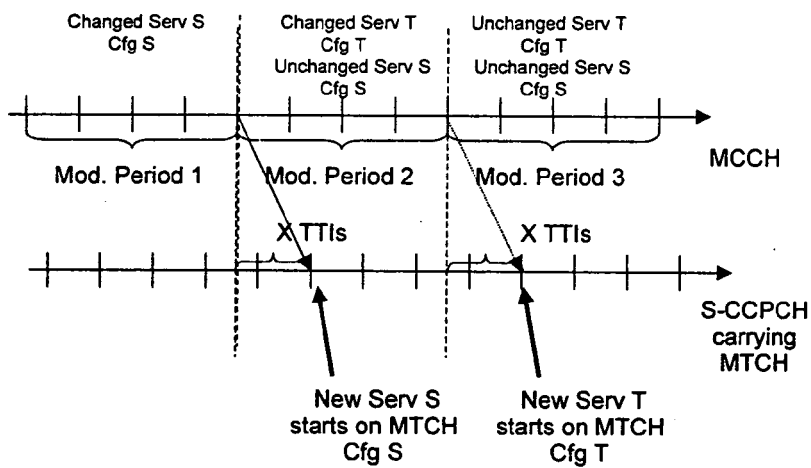 Changed Serv S
Cfg S
Changed Serv T
Cfg T
Unchanged Serv S
Cfg S
Unchanged Serv T
Cfg T
Unchanged Serv S
Cfg S
MCCH
Mod. Period 1
Mod. Period 2
Mod. Period 3
X TTIs
X TTIs
S-CCPCH
carrying
MTCH
New Serv S
starts on MTCH
Cfg S
New Serv T
starts on MTCH
Cfg T